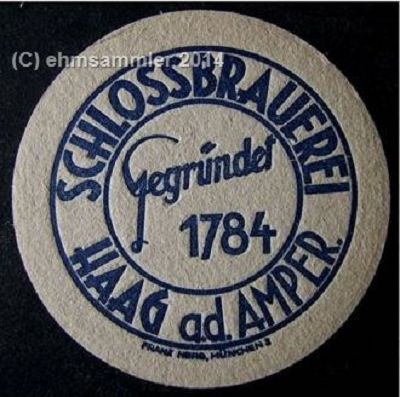 (C) ehmsammler 2014
SCHLOSSBRAUEREI
Gegründet
1784
HAAG a.d. AMPER.